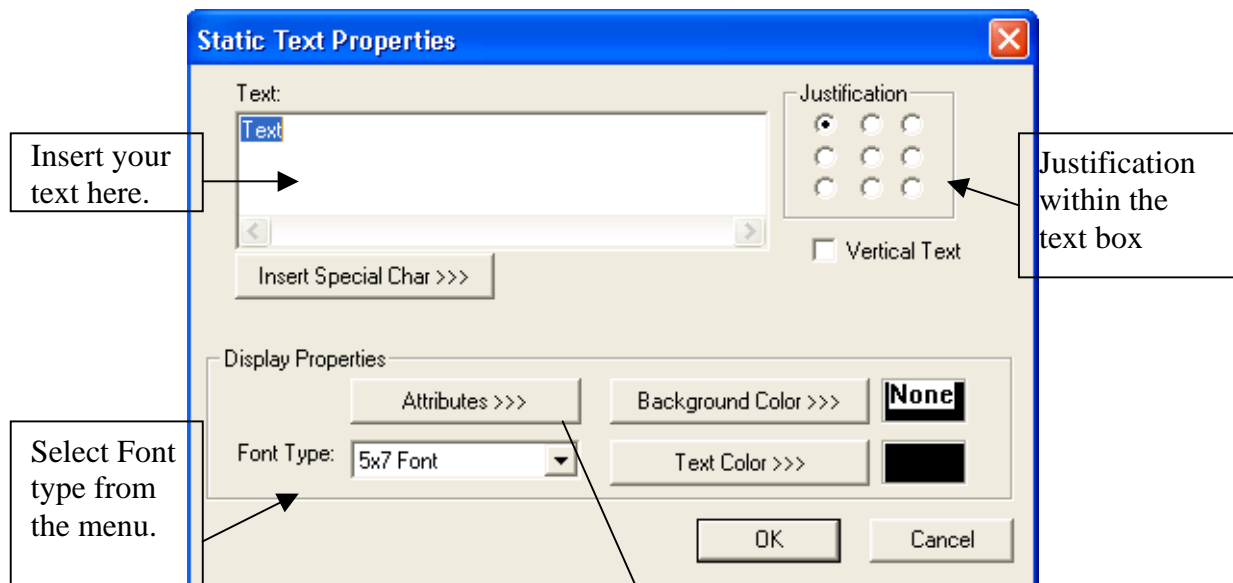 Static Text Properties
Text:
Text
Justification
Insert your
text here.
Justification
within the
text box
Vertical Text
Insert Special Char >>>
Display Properties
Attributes >>>
Background Color >>>
None
Select Font
type from
the menu.
Font Type:
5x7 Font
Text Color >>>
OK
Cancel